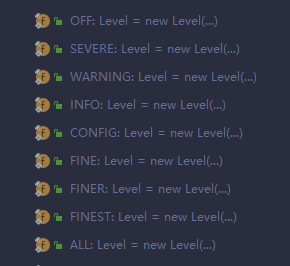 OFF: Level = new Level(...)
SEVERE: Level = new Level(...)
WARNING: Level = new Level(...)
INFO: Level = new Level(...)
CONFIG: Level = new Level(...)
FINE: Level = new Level(...)
FINER: Level = new Level(...)
FINEST: Level = new Level(...)
ALL: Level = new Level(...)